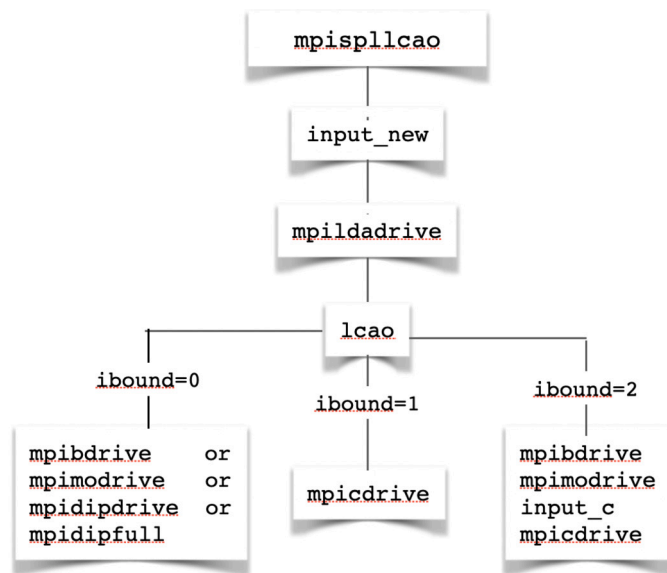 mpispllcao
input_new
mpildadrive
lcao
ibound=0
ibound=1
ibound=2
mpibdrive or
mpimodrive or
mpidipdrive or
mpidipfull
mpicdrive
mpibdrive
mpimodrive
input_c
mpicdrive